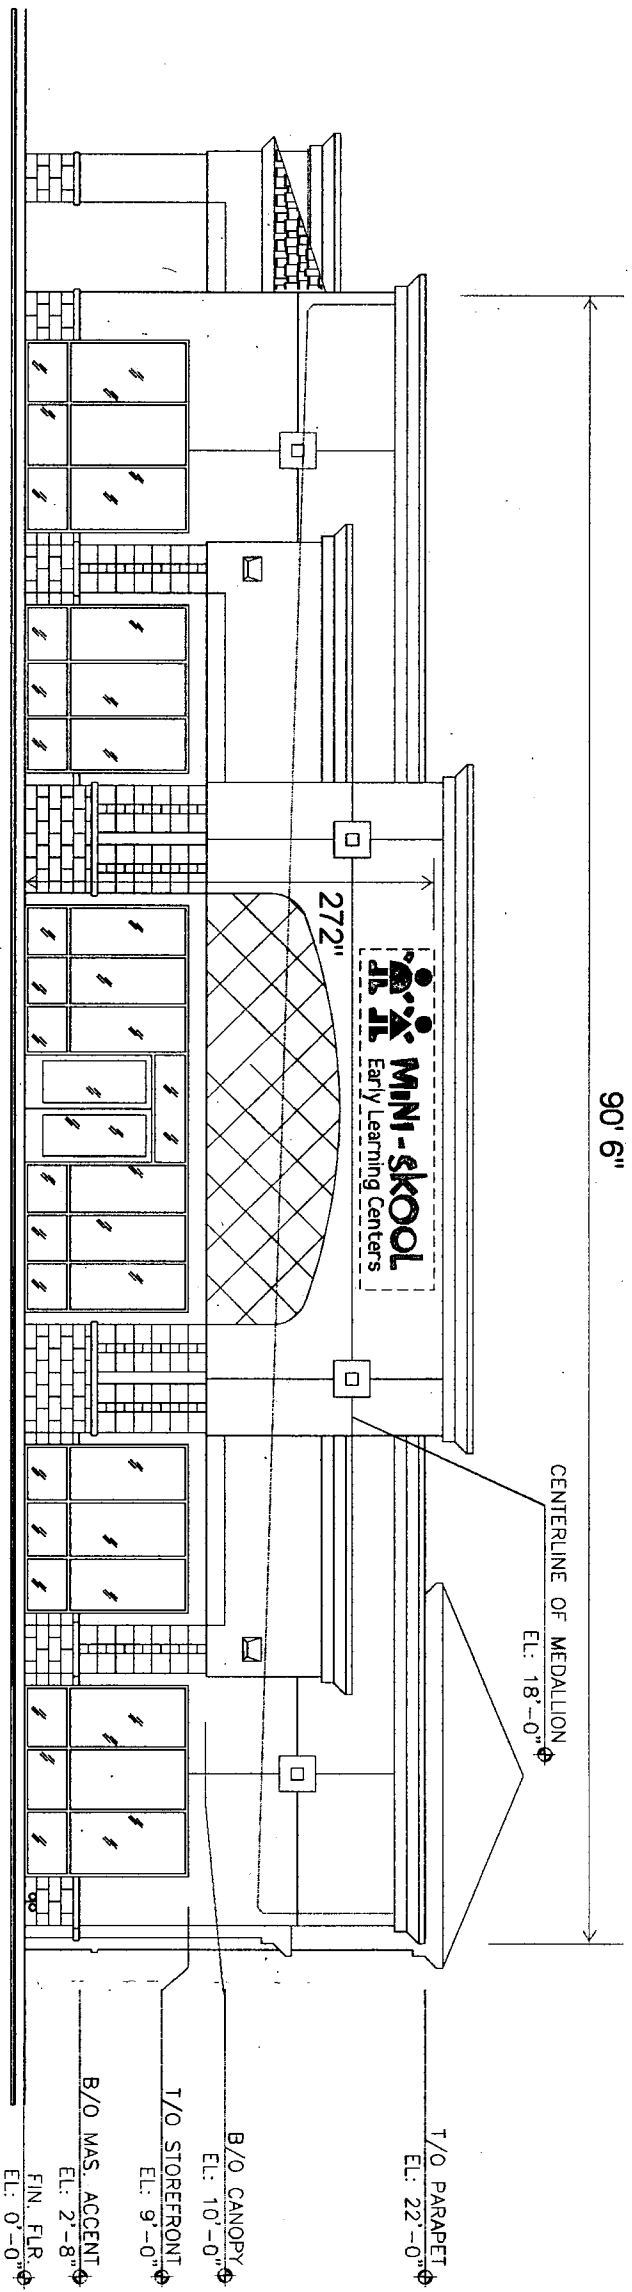 90' 6"
CENTERLINE OF MEDALLION
EL: 18'-0"
MINI-SKOOL
Early Learning Centers
272"
T/O PARAPET
EL: 22'-0"
B/O CANOPY
EL: 10'-0"
T/O STOREFRONT
EL: 9'-0"
B/O MAS. ACCENT
EL: 2'-8"
FIN. FLR.
EL: 0'-0"